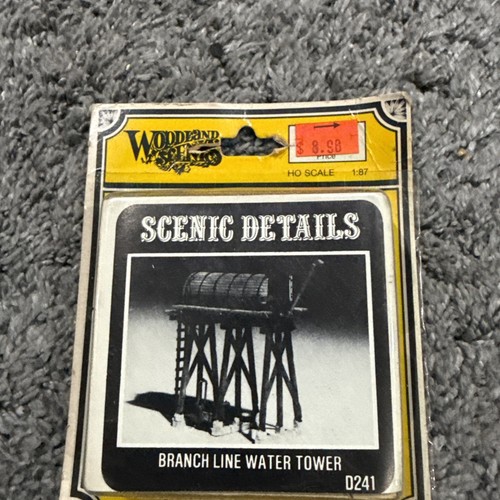 WOODLAND
SCENICS
$ 8.98
Price
HO SCALE 1:87
SCENIC DETAILS
BRANCH LINE WATER TOWER
D241